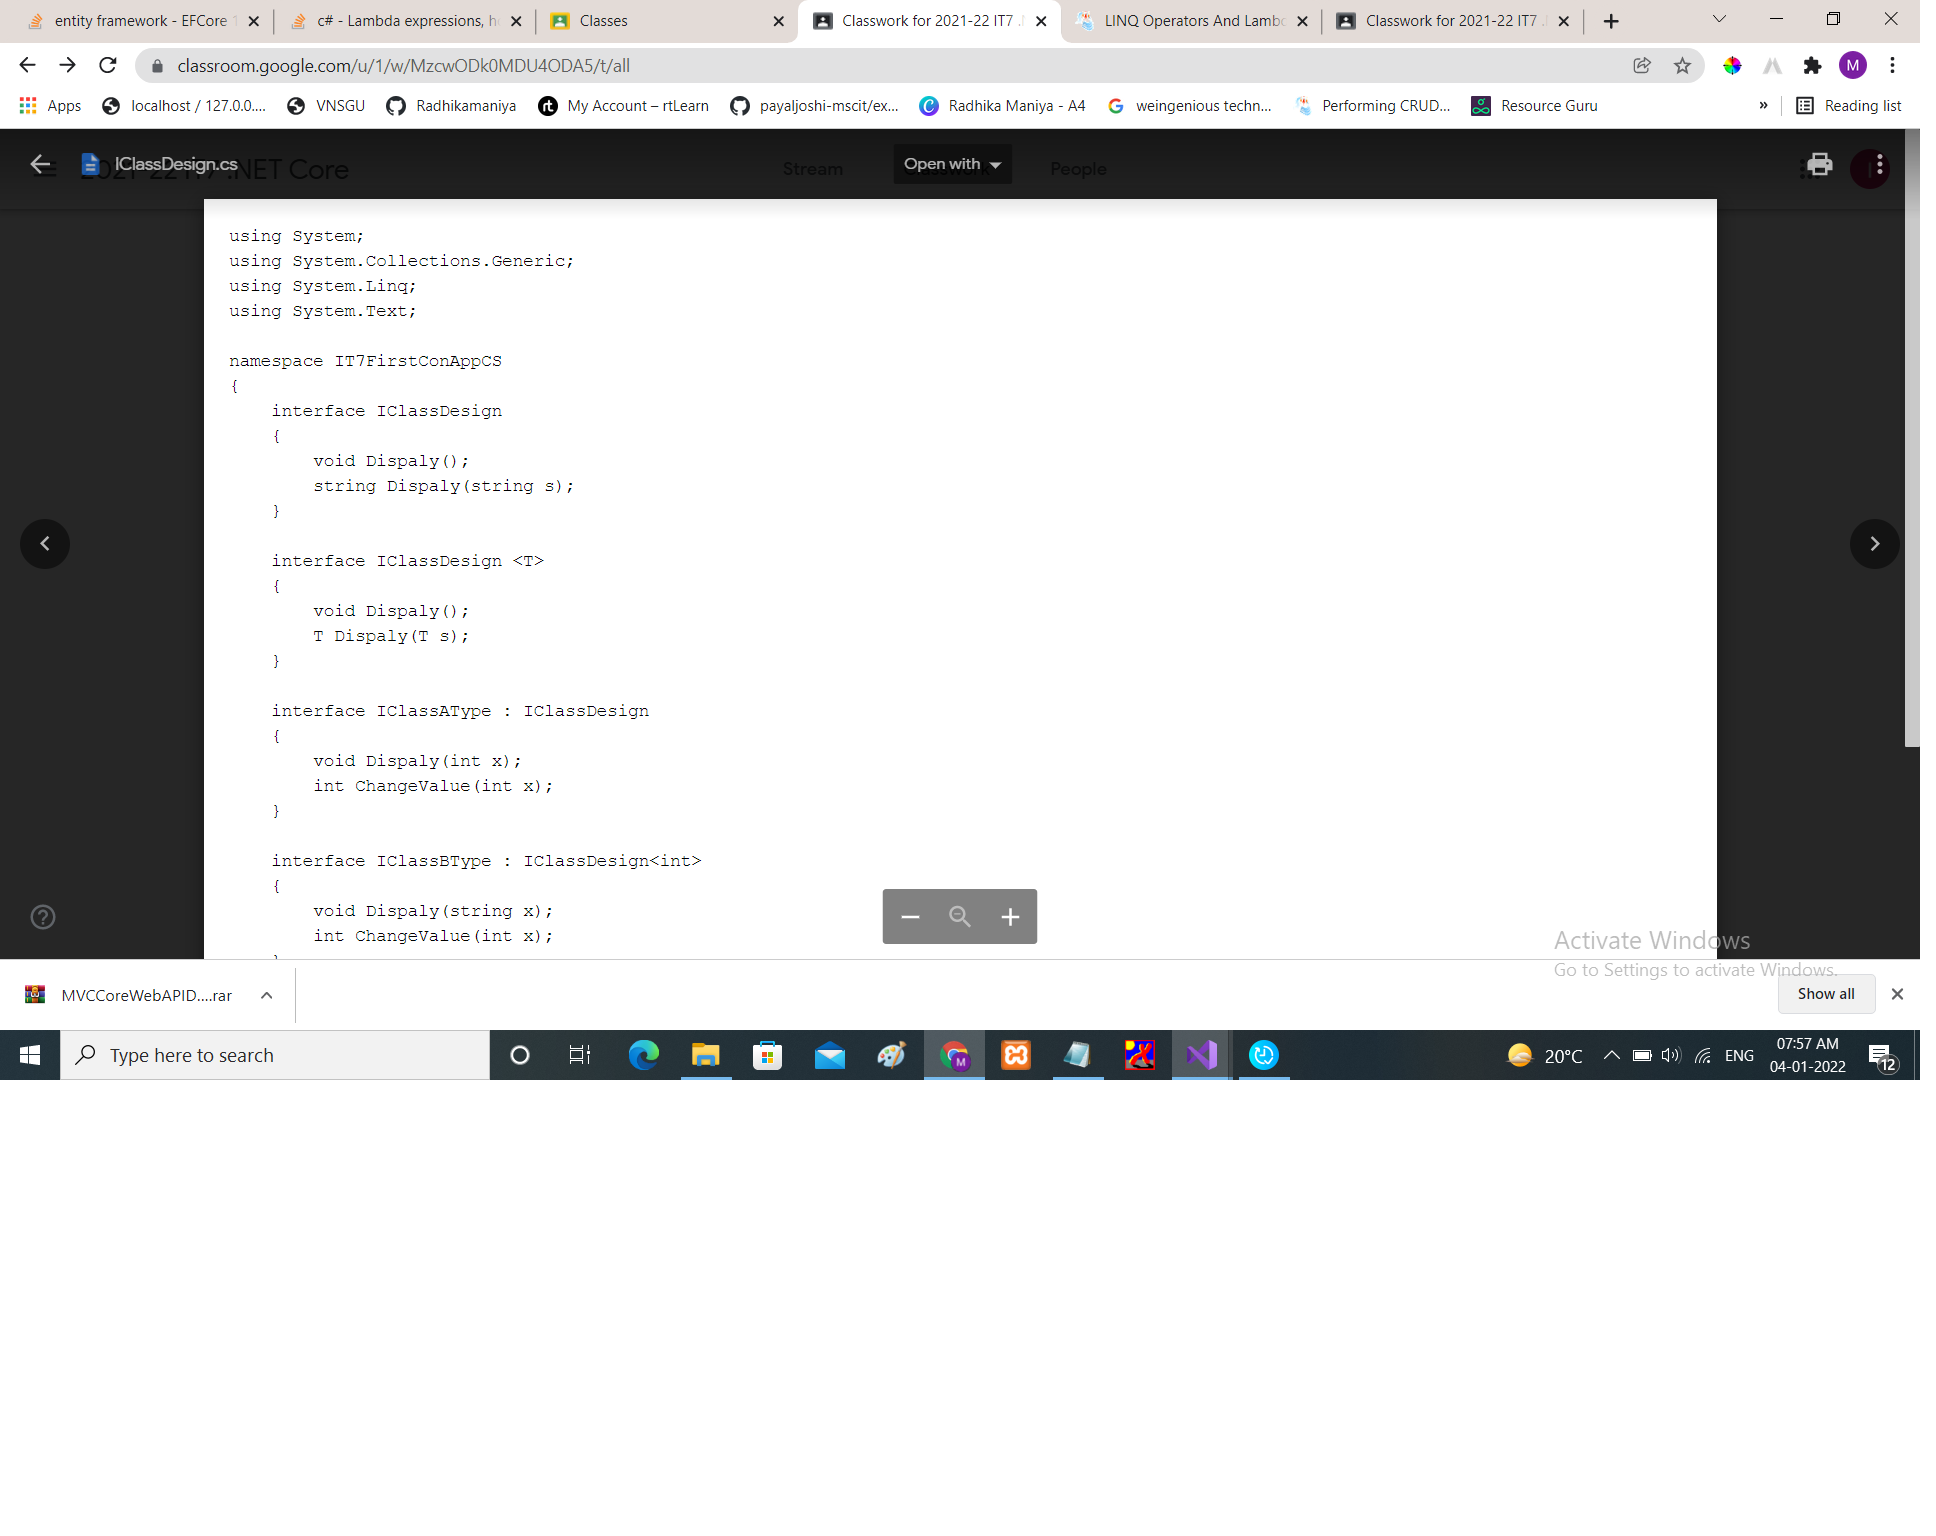 entity framework - EFCore 1
c# - Lambda expressions, h
Classes
Classwork for 2021-22 IT7 .
LINQ Operators And Lambd
Classwork for 2021-22 IT7 .
classroom.google.com/u/1/w/MzcwODk0MDU4ODA5/t/all
M
Apps
localhost / 127.0.0....
VNSGU
Radhikamaniya
My Account – rtLearn
payaljoshi-mscit/ex...
Radhika Maniya - A4
weingenious techn...
Performing CRUD...
Resource Guru
»
Reading list
IClassDesign.cs
.NET Core
Stream
Open with
People
using System;
using System.Collections.Generic;
using System.Linq;
using System.Text;
namespace IT7FirstConAppCS
{
interface IClassDesign
{
void Dispaly();
string Dispaly(string s);
}
interface IClassDesign <T>
{
void Dispaly();
T Dispaly(T s);
}
interface IClassAType : IClassDesign
{
void Dispaly(int x);
int ChangeValue(int x);
}
interface IClassBType : IClassDesign<int>
{
void Dispaly(string x);
int ChangeValue(int x);
Activate Windows
Go to Settings to activate Windows.
MVCCoreWebAPID....rar
Show all
Type here to search
20°C
ENG
07:57 AM
04-01-2022
12